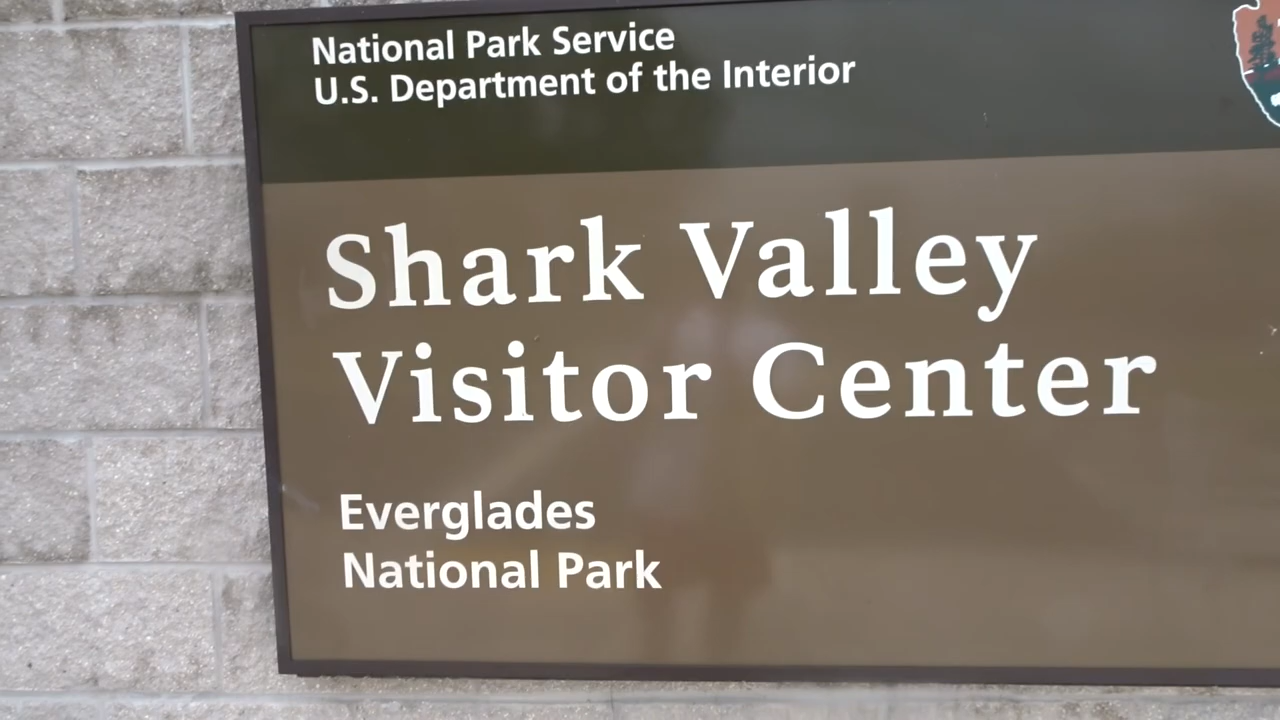 National Park Service
U.S. Department of the Interior
Shark Valley
Visitor Center
Everglades
National Park